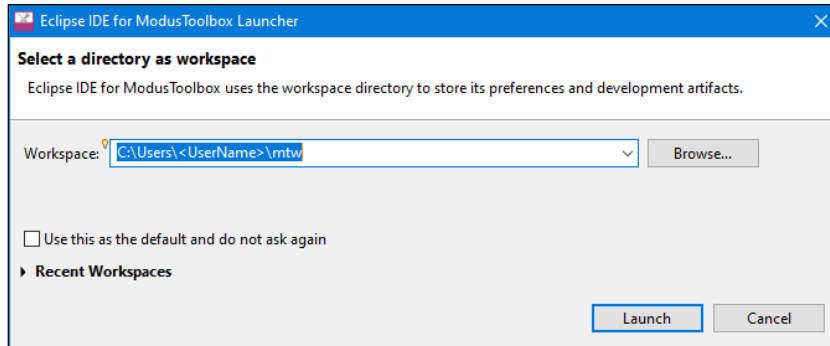 Eclipse IDE for ModusToolbox Launcher
Select a directory as workspace
Eclipse IDE for ModusToolbox uses the workspace directory to store its preferences and development artifacts.
Workspace: C:\Users\<UserName>\mtw Browse...
Use this as the default and do not ask again
Recent Workspaces
Launch Cancel